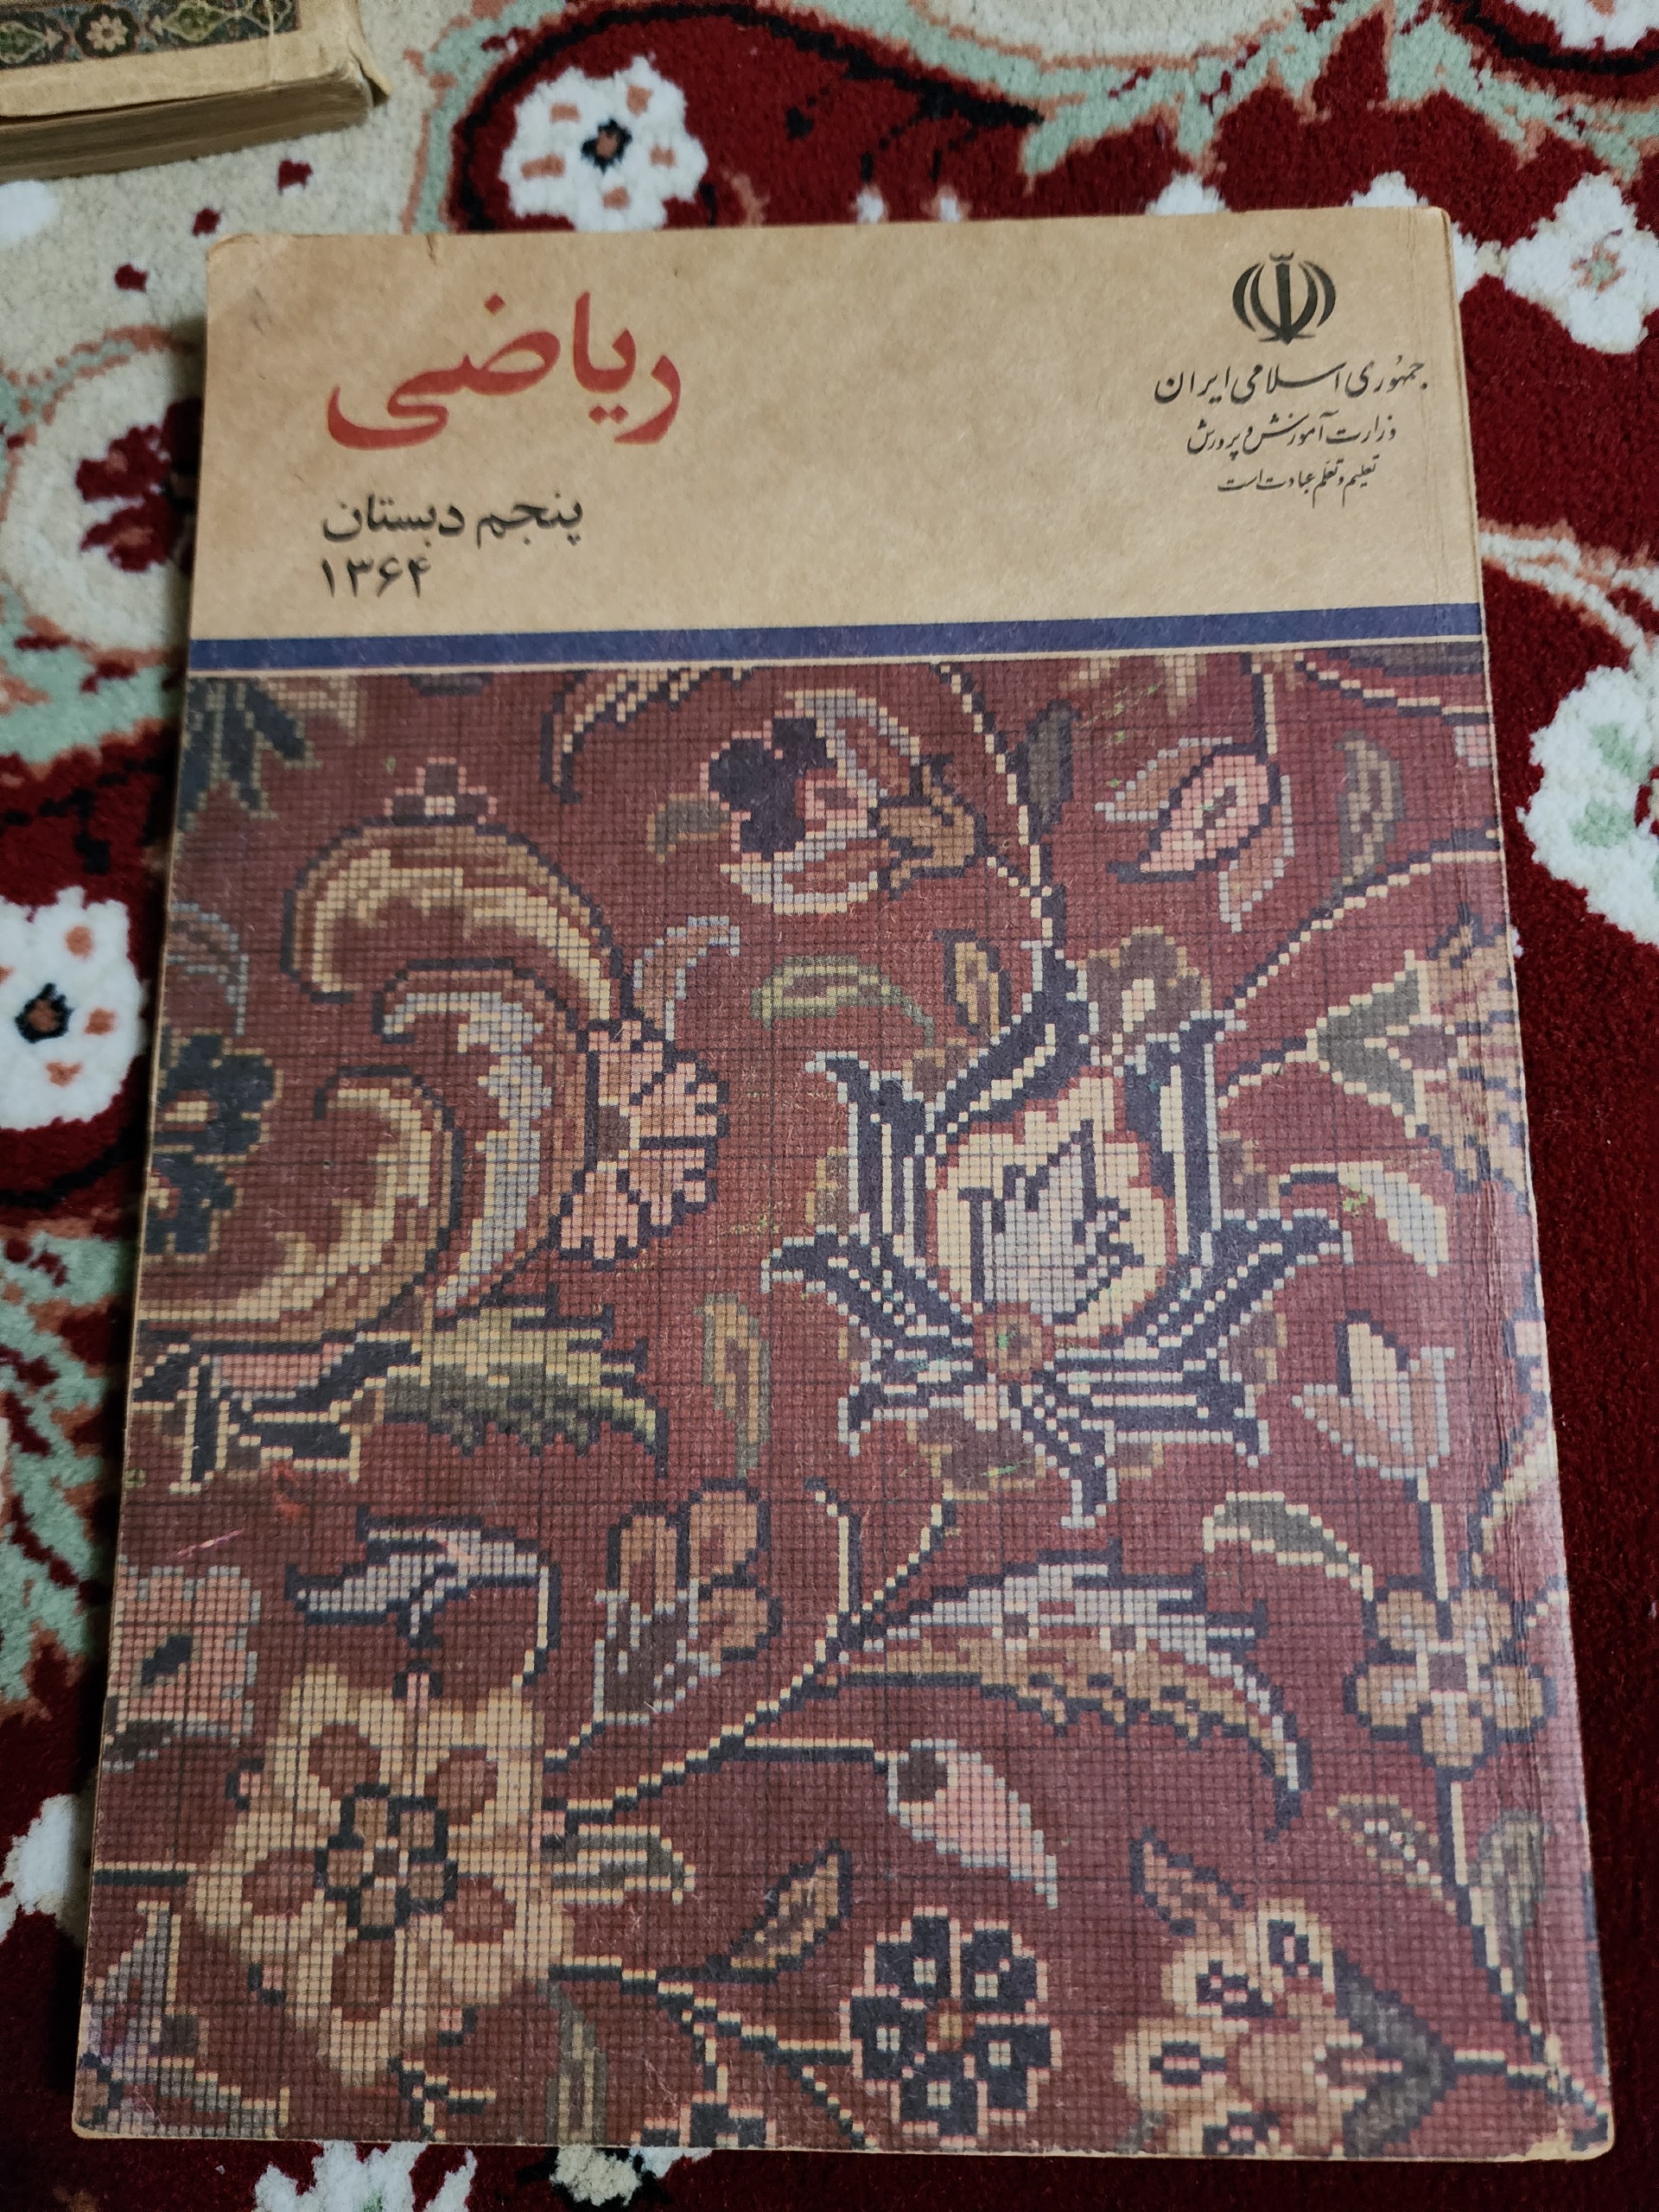 جمهوری اسلامی ایران
وزارت آموزش و پرورش
تعلیم و تعلم عبادت است
ریاضی
پنجم دبستان
۱۳۶۴